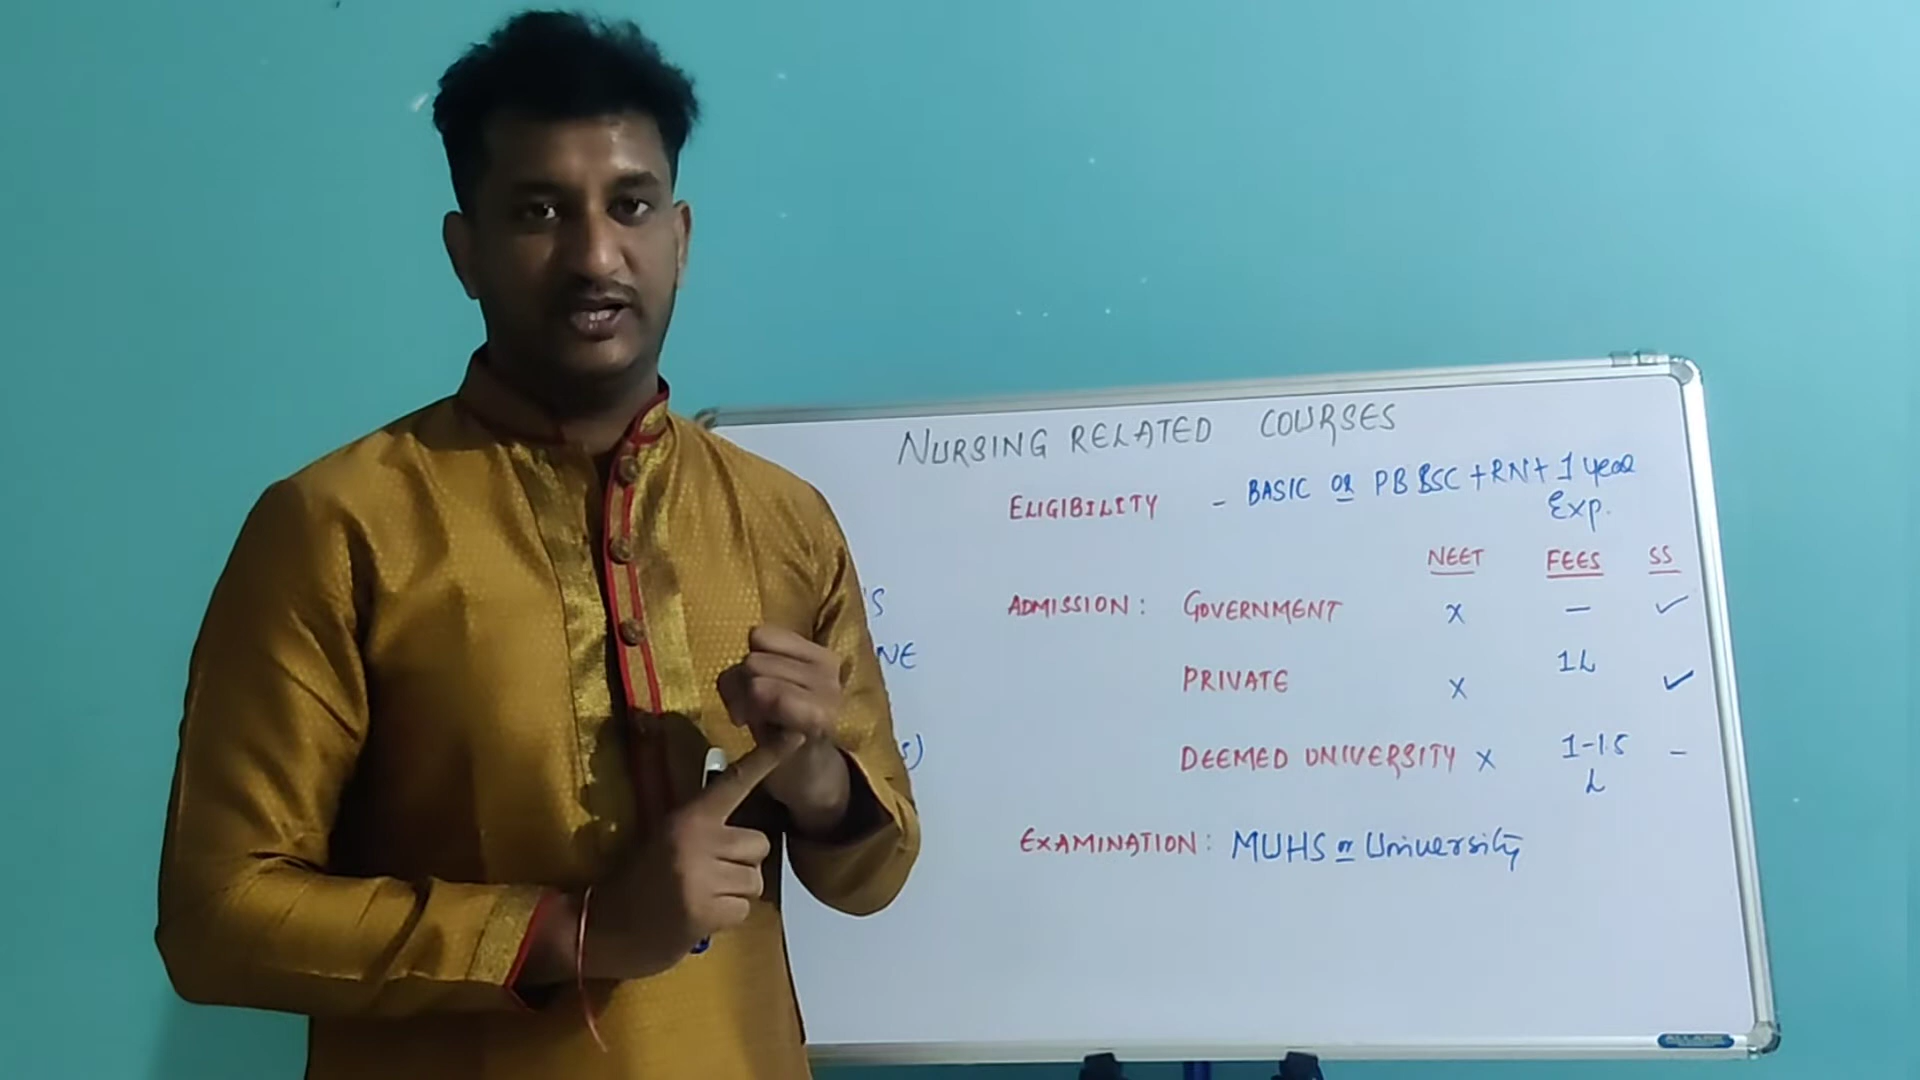 NURSING RELATED COURSES
ELIGIBILITY - BASIC OR PB BSC + RN + 1 year
Exp.
NEET FEES SS
ADMISSION: GOVERNMENT x — ✓
PRIVATE x 1L ✓
DEEMED UNIVERSITY x 1-1.5 —
L
EXAMINATION: MUHS or University
'S
NE
s)